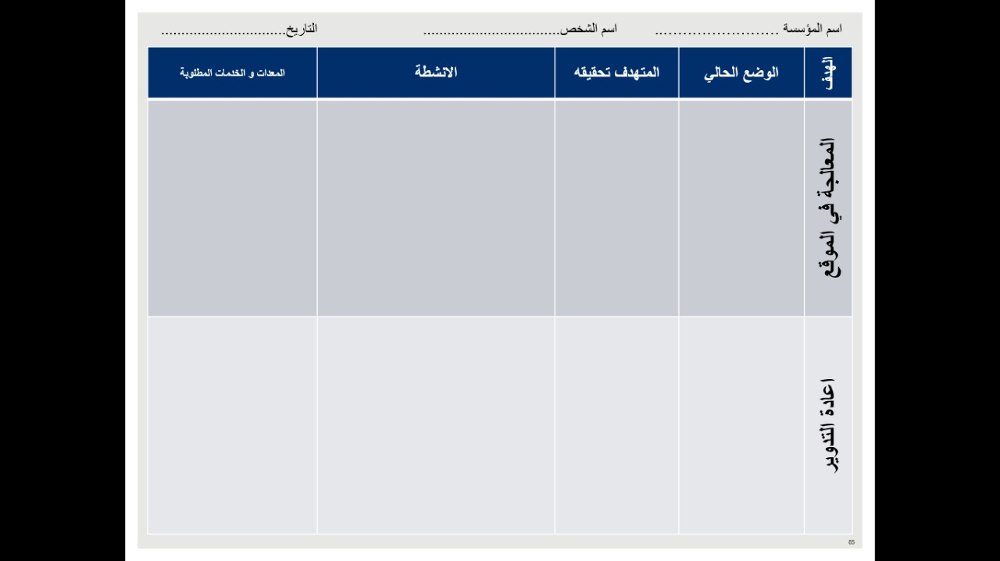 اسم المؤسسة ........................... اسم الشخص.................................. التاريخ...............................
الهدف الوضع الحالي المتهدف تحقيقه الانشطة المعدات و الخدمات المطلوبة
المعالجة في الموقع
اعادة التدوير
85